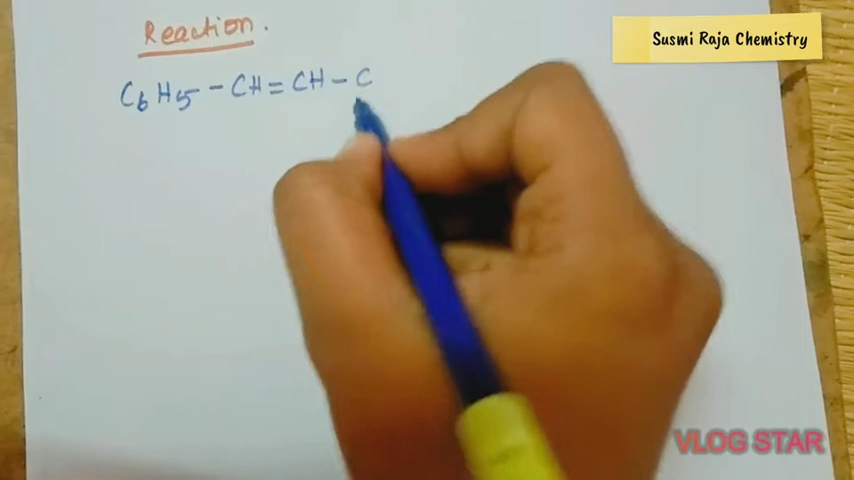 Reaction.
Susmi Raja Chemistry
C6H5 - CH = CH - C
VLOG STAR